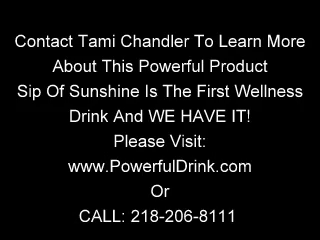 Contact Tami Chandler To Learn More
About This Powerful Product
Sip Of Sunshine Is The First Wellness
Drink And WE HAVE IT!
Please Visit:
www.PowerfulDrink.com
Or
CALL: 218-206-8111